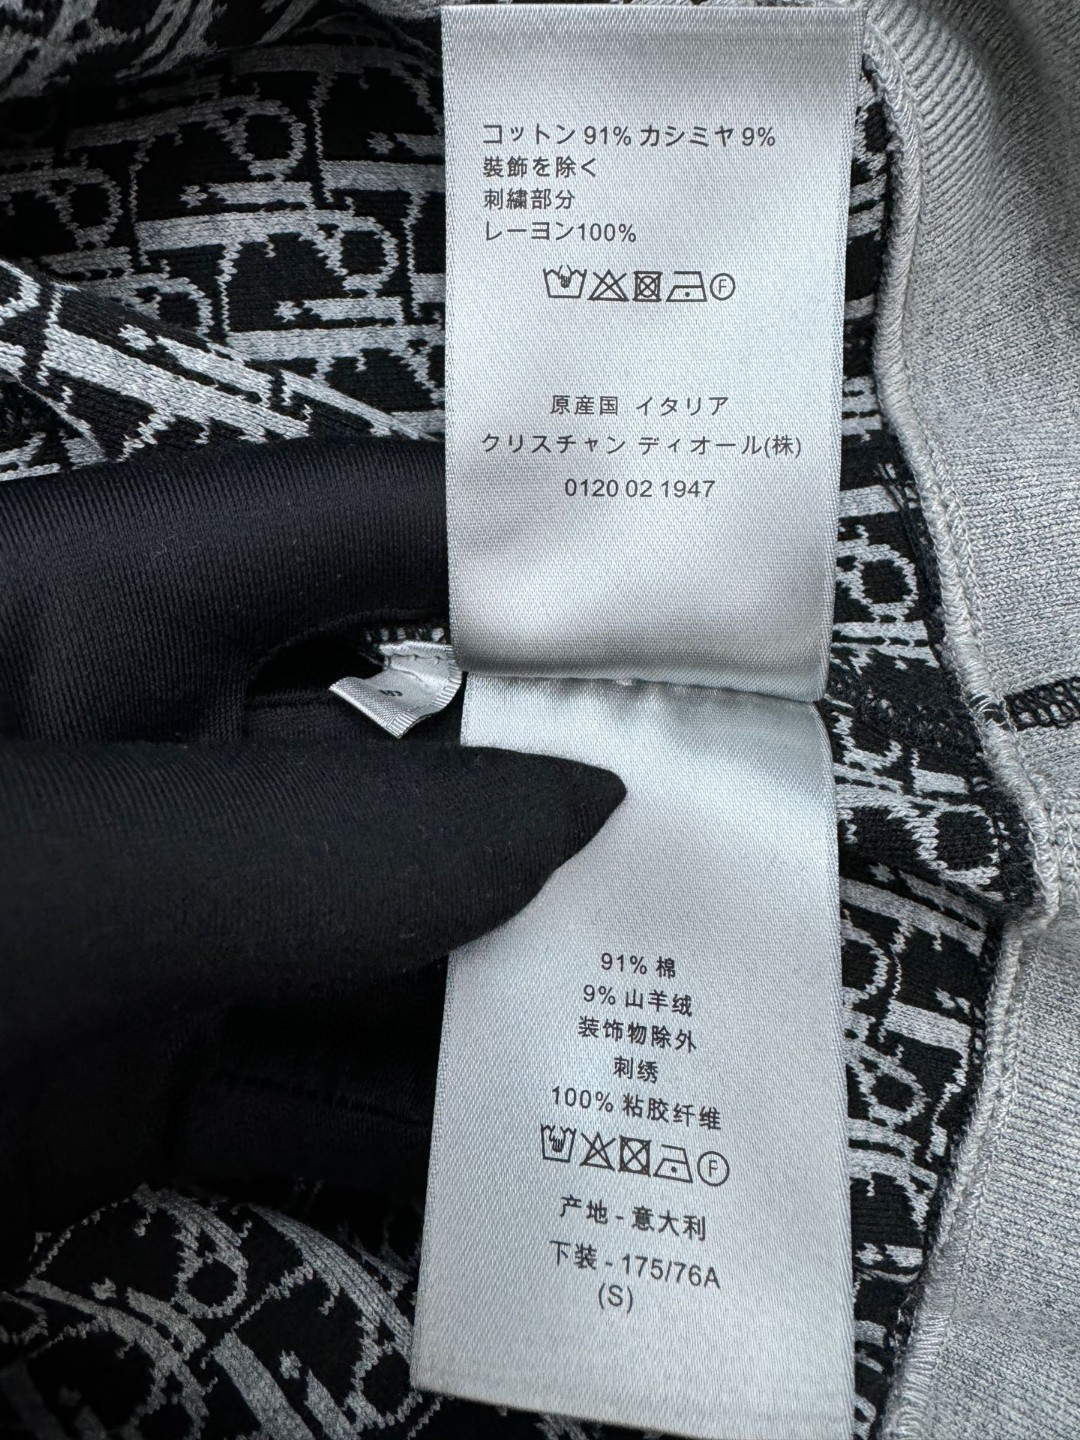 コットン 91% カシミヤ 9%
裝飾を除く
刺繍部分
レーヨン100%
F
原産国 イタリア
クリスチャン ディオール(株)
0120 02 1947
S
91% 棉
9% 山羊绒
装饰物除外
刺绣
100% 粘胶纤维
F
产地 - 意大利
下装 - 175/76A
(S)